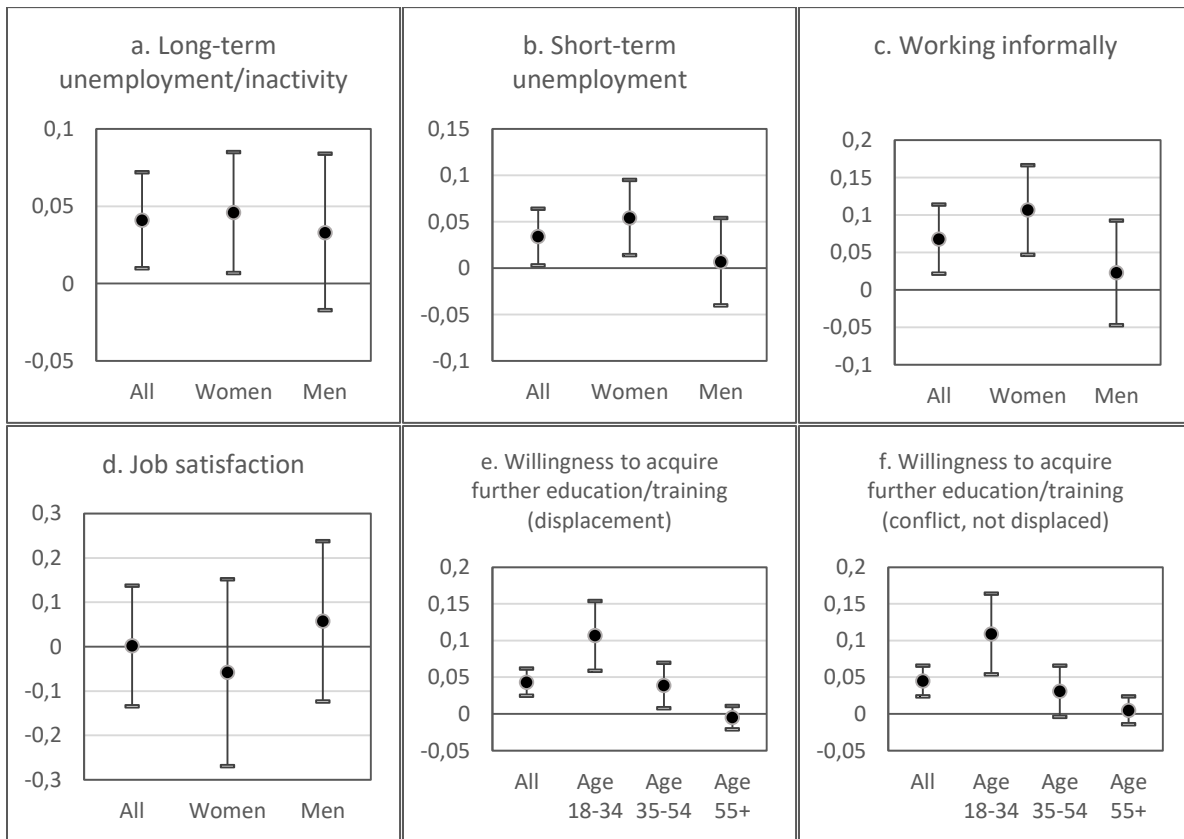 a. Long-term
unemployment/inactivity
0,1
0,05
0
-0,05
All Women Men
b. Short-term
unemployment
0,15
0,1
0,05
0
-0,05
-0,1
All Women Men
c. Working informally
0,2
0,15
0,1
0,05
0
-0,05
-0,1
All Women Men
d. Job satisfaction
0,3
0,2
0,1
0
-0,1
-0,2
-0,3
All Women Men
e. Willingness to acquire
further education/training
(displacement)
0,2
0,15
0,1
0,05
0
-0,05
All Age Age Age
18-34 35-54 55+
f. Willingness to acquire
further education/training
(conflict, not displaced)
0,2
0,15
0,1
0,05
0
-0,05
All Age Age Age
18-34 35-54 55+